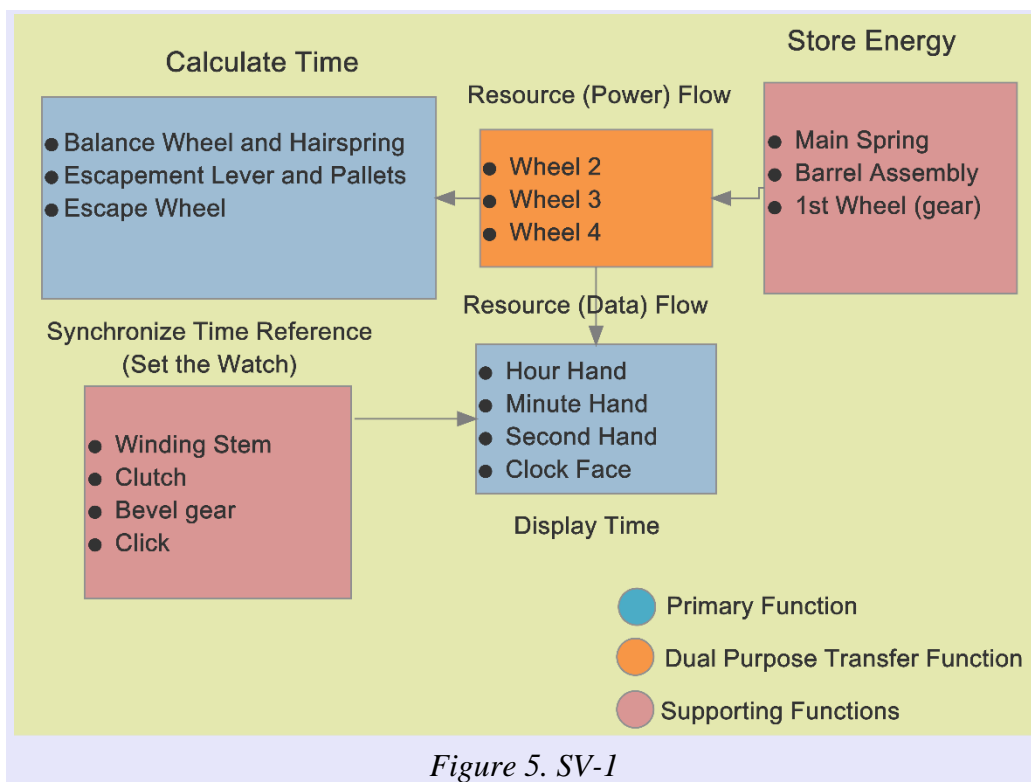 Calculate Time
● Balance Wheel and Hairspring
● Escapement Lever and Pallets
● Escape Wheel
Resource (Power) Flow
● Wheel 2
● Wheel 3
● Wheel 4
Store Energy
● Main Spring
● Barrel Assembly
● 1st Wheel (gear)
Synchronize Time Reference
(Set the Watch)
● Winding Stem
● Clutch
● Bevel gear
● Click
Resource (Data) Flow
● Hour Hand
● Minute Hand
● Second Hand
● Clock Face
Display Time
Primary Function
Dual Purpose Transfer Function
Supporting Functions
Figure 5. SV-1